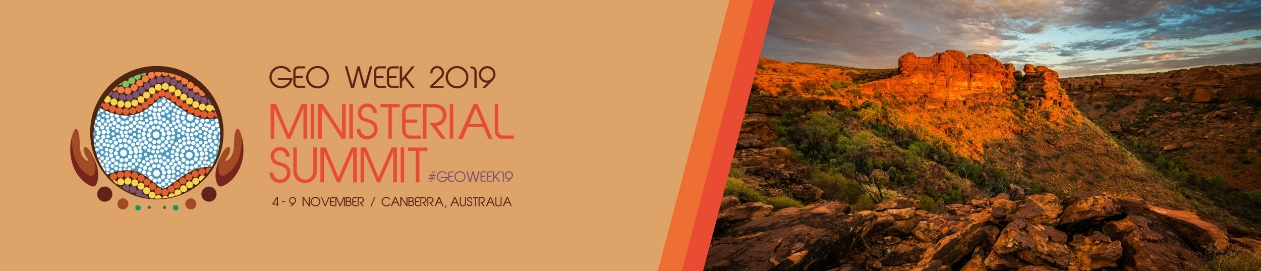 GEO WEEK 2019
MINISTERIAL
SUMMIT #GEOWEEK19
4-9 NOVEMBER / CANBERRA, AUSTRALIA